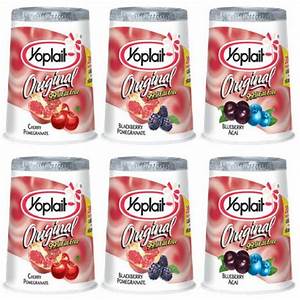 Yoplait
Original
CHERRY
POMEGRANATE
Yoplait
Original
BLACKBERRY
POMEGRANATE
Yoplait
Original
BLUEBERRY
ACAI
Yoplait
Original
CHERRY
POMEGRANATE
Yoplait
Original
BLACKBERRY
POMEGRANATE
Yoplait
Original
BLUEBERRY
ACAI